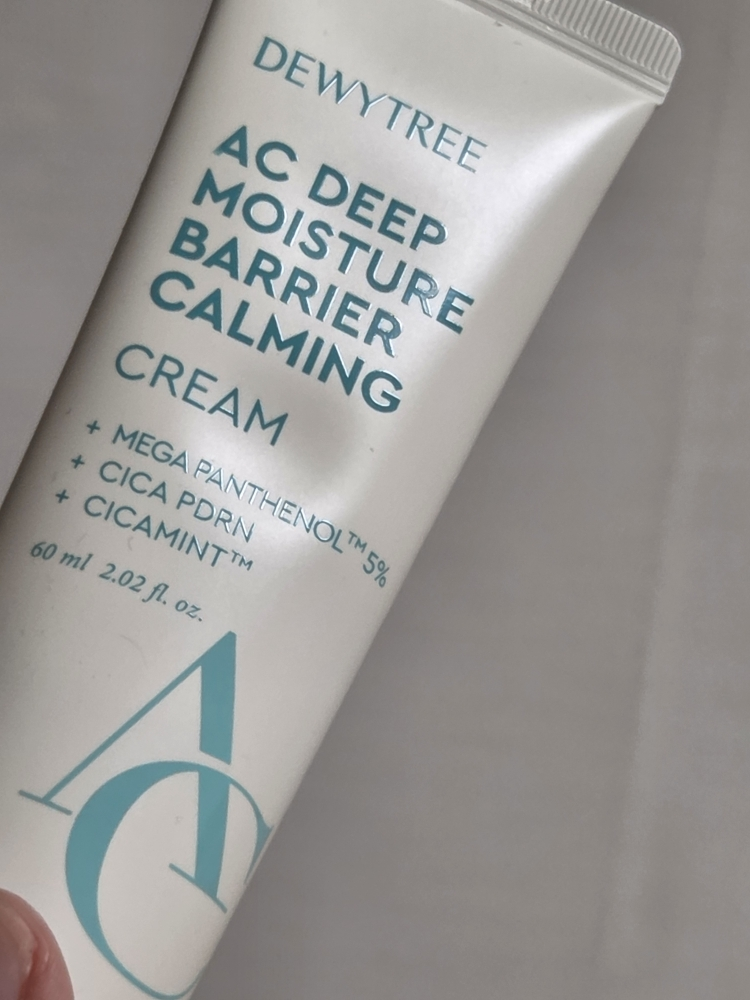 DEWYTREE
AC DEEP
MOISTURE
BARRIER
CALMING
CREAM
+ MEGA PANTHENOL™ 5%
+ CICA PDRN
+ CICAMINT™
60 ml 2.02 fl. oz.
AC